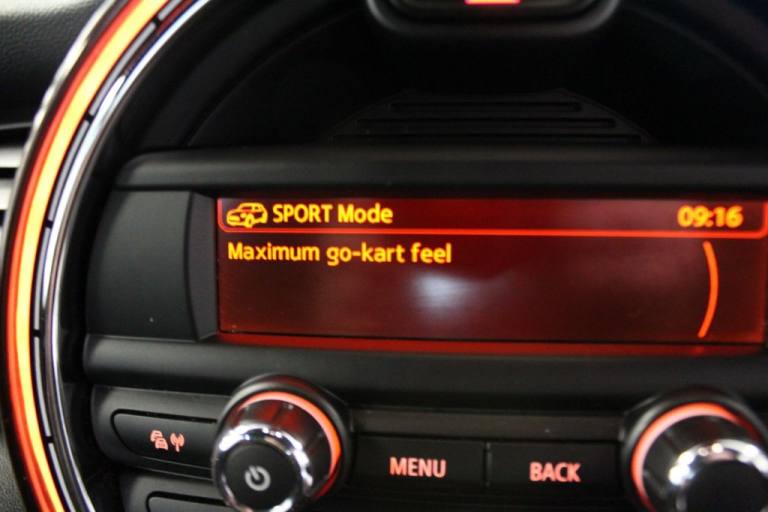 SPORT Mode 09:16
Maximum go-kart feel
MENU BACK